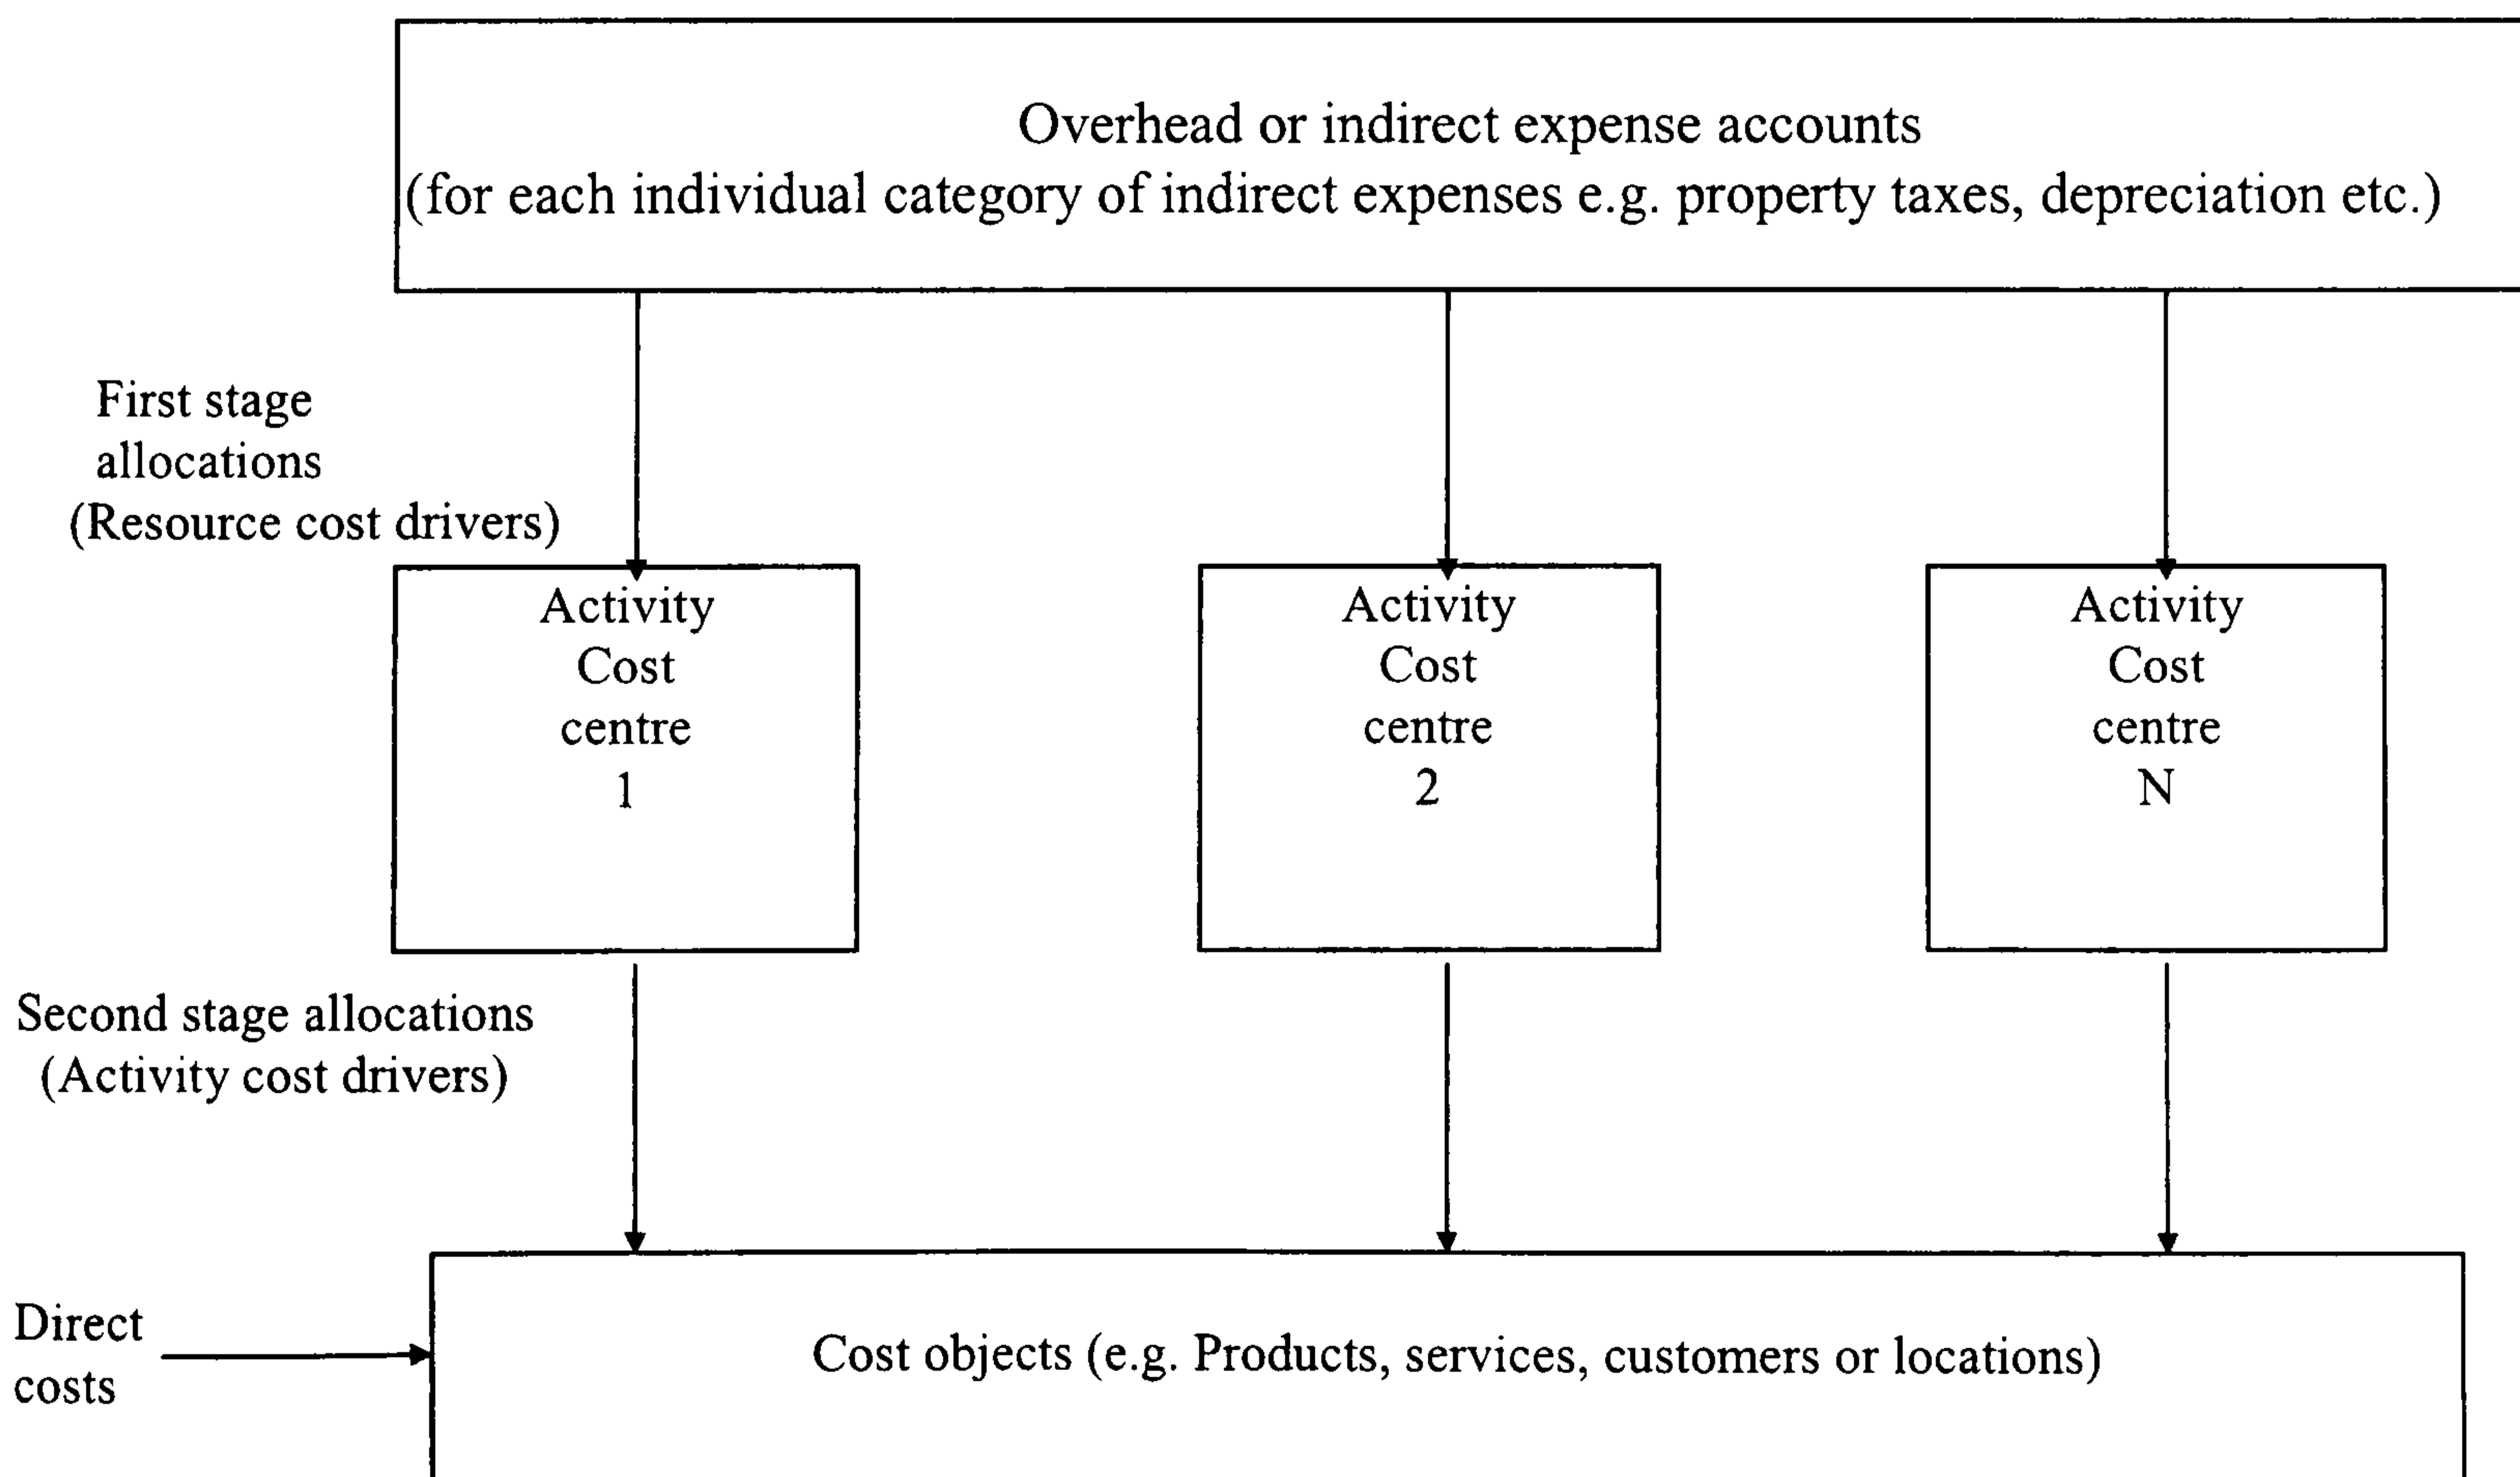 Overhead or indirect expense accounts
(for each individual category of indirect expenses e.g. property taxes, depreciation etc.)
First stage
allocations
(Resource cost drivers)
Activity
Cost
centre
1
Activity
Cost
centre
2
Activity
Cost
centre
N
Second stage allocations
(Activity cost drivers)
Direct
costs
Cost objects (e.g. Products, services, customers or locations)